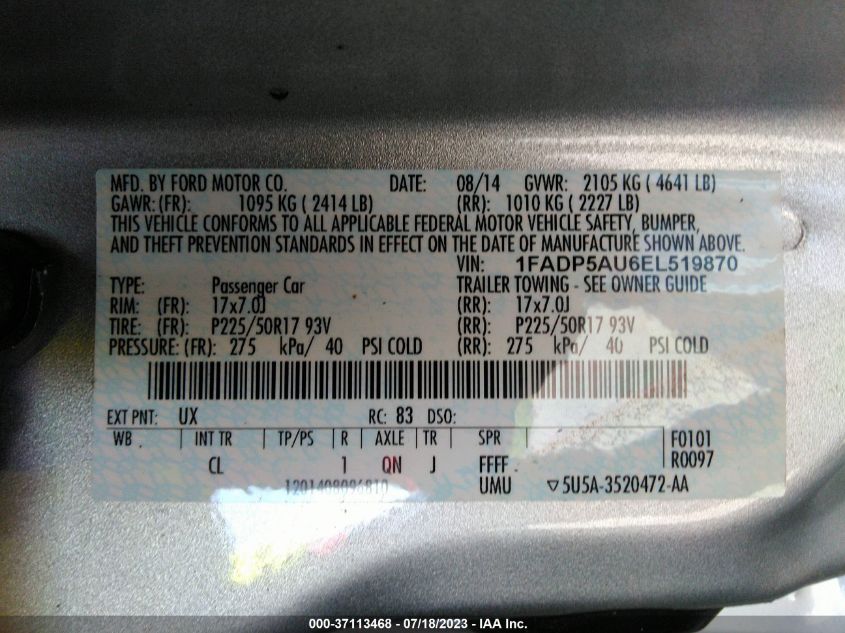 MFD. BY FORD MOTOR CO. DATE: 08/14 GVWR: 2105 KG ( 4641 LB)
GAWR: (FR): 1095 KG ( 2414 LB) (RR): 1010 KG ( 2227 LB)
THIS VEHICLE CONFORMS TO ALL APPLICABLE FEDERAL MOTOR VEHICLE SAFETY, BUMPER,
AND THEFT PREVENTION STANDARDS IN EFFECT ON THE DATE OF MANUFACTURE SHOWN ABOVE.
VIN: 1FADP5AU6EL519870
TYPE: Passenger Car TRAILER TOWING - SEE OWNER GUIDE
RIM: (FR): 17x7.0J (RR): 17x7.0J
TIRE: (FR): P225/50R17 93V (RR): P225/50R17 93V
PRESSURE: (FR): 275 kPa/ 40 PSI COLD (RR): 275 kPa/ 40 PSI COLD
EXT PNT: UX RC: 83 DSO:
WB INT TR TP/PS R AXLE TR SPR F0101
CL 1 QN J FFFF R0097
UMU ▽5U5A-3520472-AA
000-37113468 - 07/18/2023 - IAA Inc.